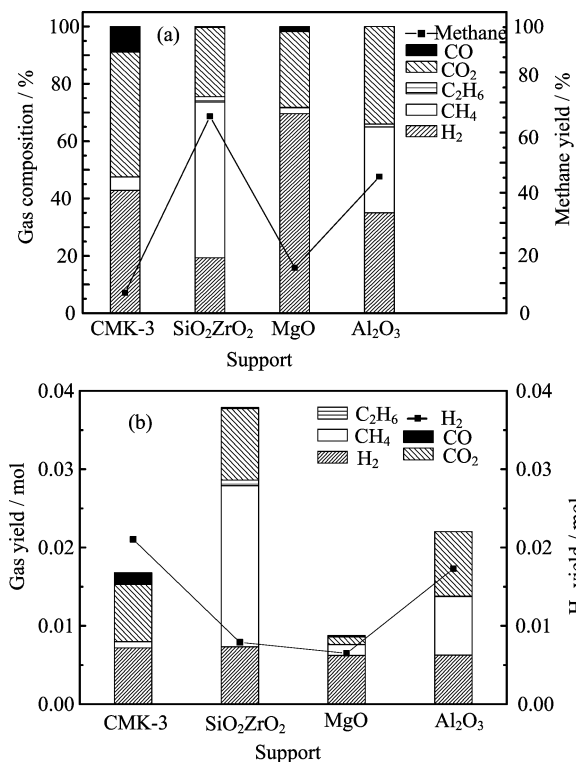 (a)
Methane
CO
CO₂
C₂H₆
CH₄
H₂
100
80
60
40
20
0
Gas composition / %
100
80
60
40
20
0
Methane yield / %
CMK-3 SiO₂ZrO₂ MgO Al₂O₃
Support
(b)
C₂H₆ H₂
CH₄ CO
H₂ CO₂
0.04
0.03
0.02
0.01
0.00
Gas yield / mol
0.04
0.03
0.02
0.01
0.00
H₂ yield / mol
CMK-3 SiO₂ZrO₂ MgO Al₂O₃
Support